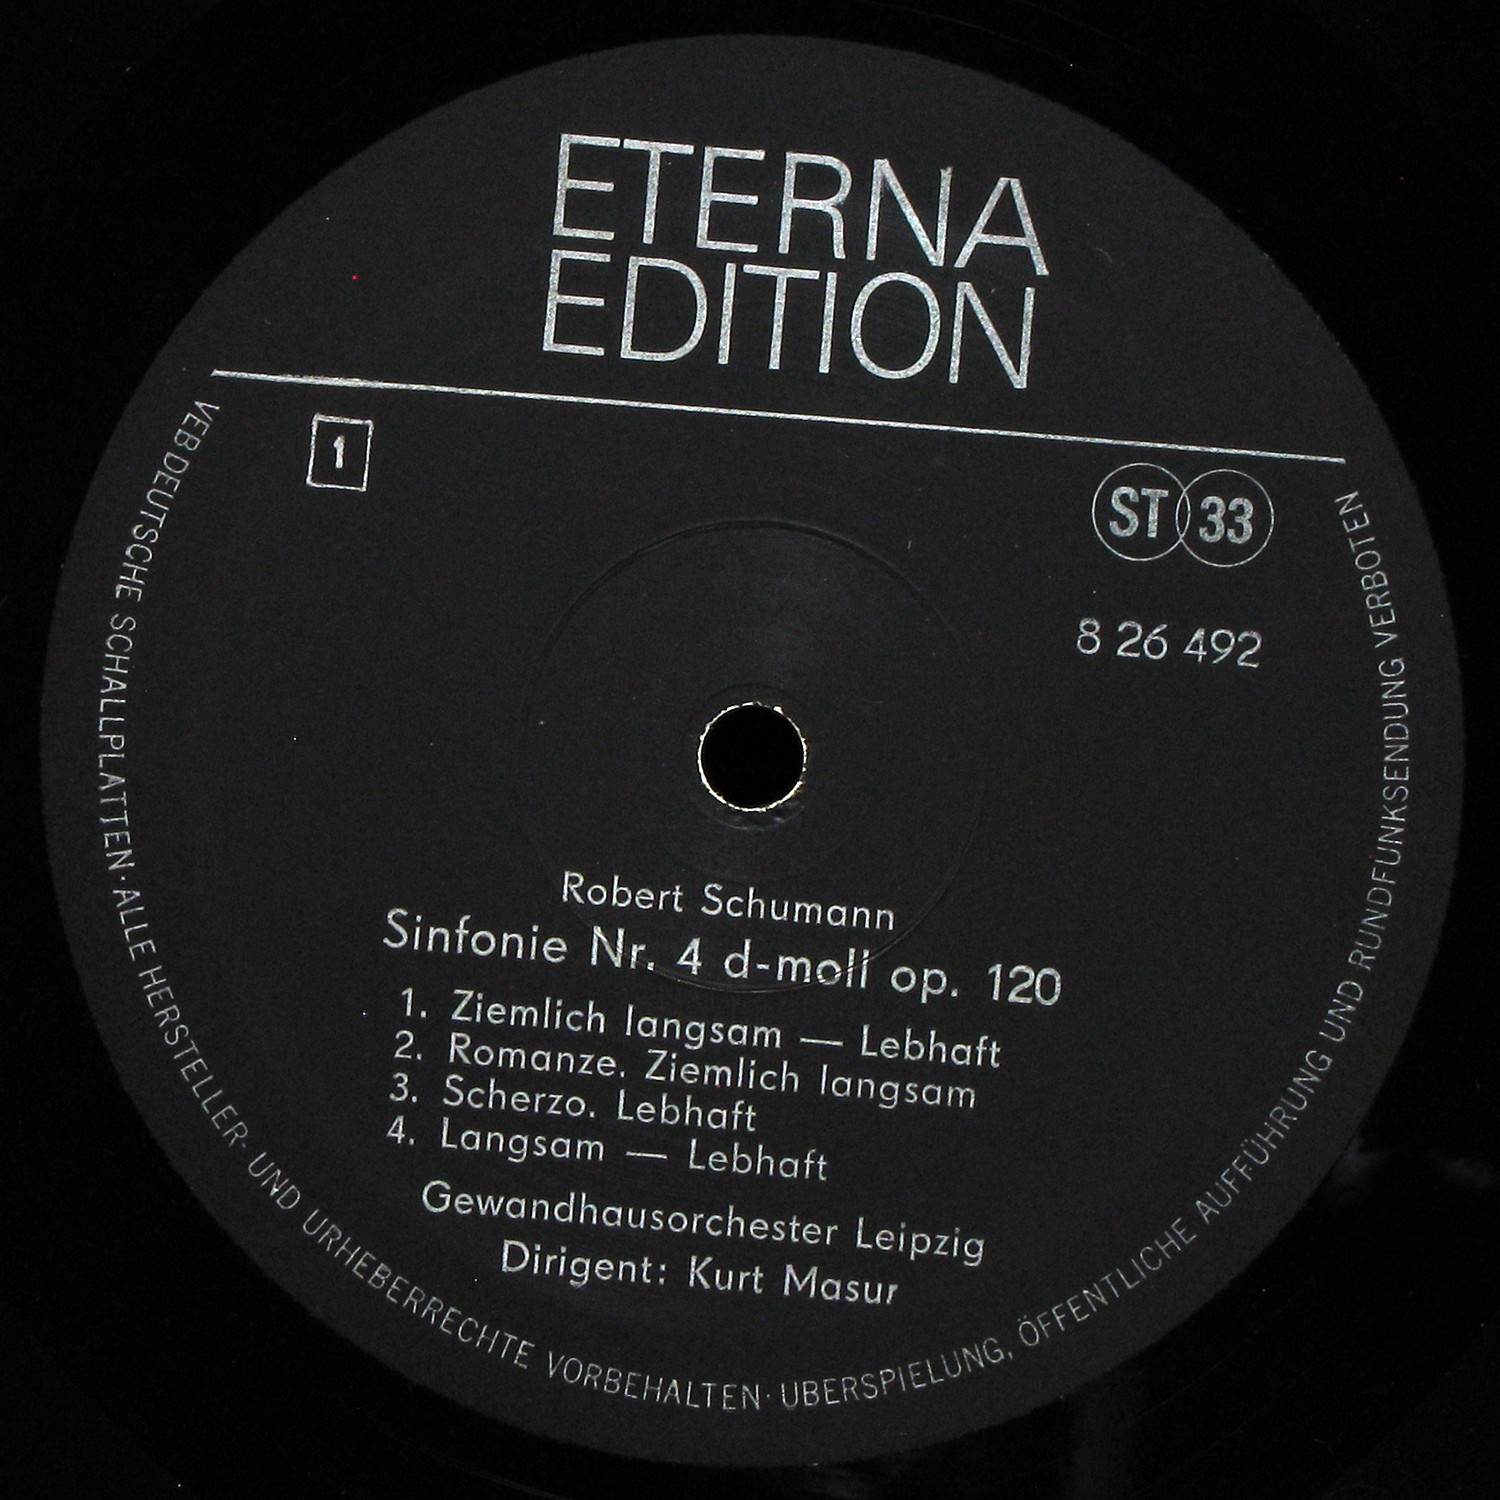 ETERNA
EDITION
1
ST 33
8 26 492
Robert Schumann
Sinfonie Nr. 4 d-moll op. 120
1. Ziemlich langsam — Lebhaft
2. Romanze. Ziemlich langsam
3. Scherzo. Lebhaft
4. Langsam — Lebhaft
Gewandhausorchester Leipzig
Dirigent: Kurt Masur
VEB DEUTSCHE SCHALLPLATTEN · ALLE HERSTELLER- UND URHEBERRECHTE VORBEHALTEN · UBERSPIELUNG, ÖFFENTLICHE AUFFÜHRUNG UND RUNDFUNKSENDUNG VERBOTEN